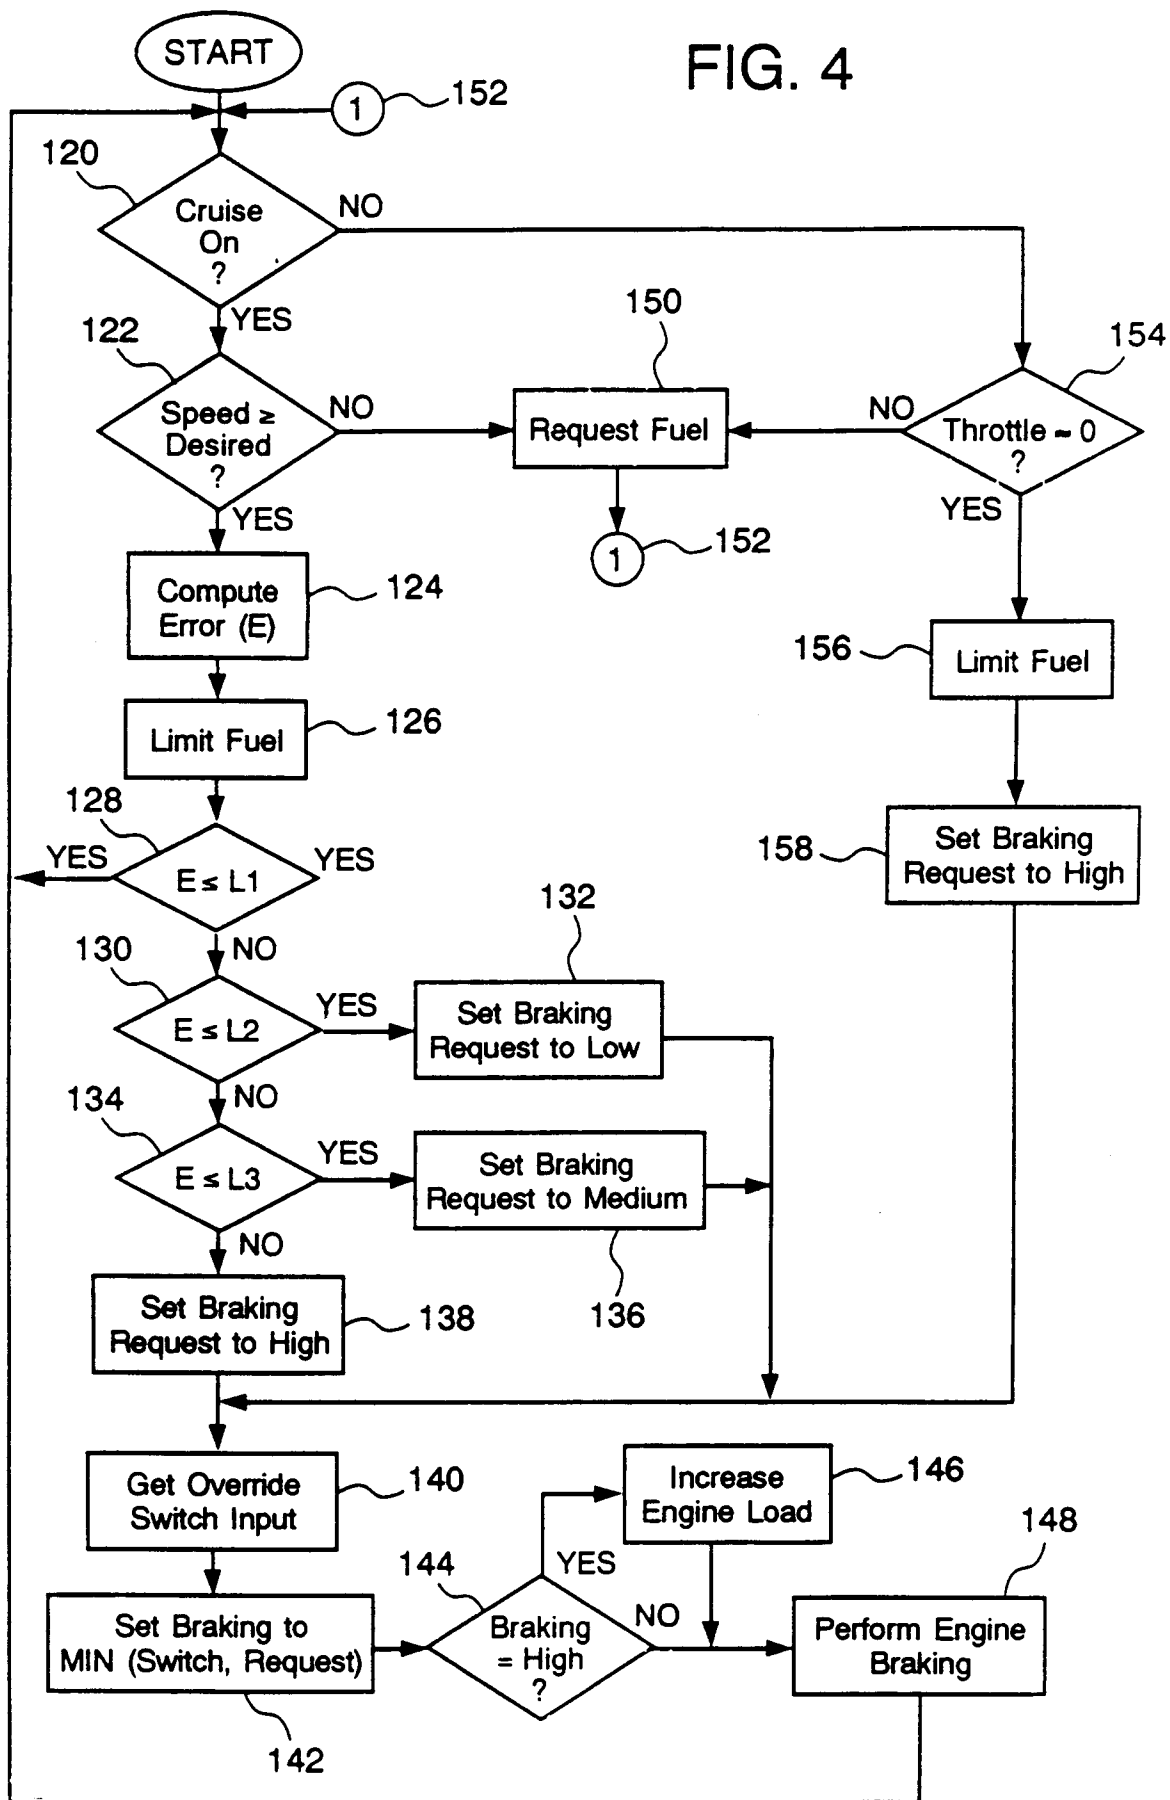 START
FIG. 4
1
152
120
Cruise
On
?
NO
YES
122
Speed ≥
Desired
?
NO
YES
150
Request Fuel
1
152
154
Throttle ~ 0
?
NO
YES
Compute
Error (E)
124
Limit Fuel
126
156
Limit Fuel
128
YES
E ≤ L1
YES
NO
158
Set Braking
Request to High
130
E ≤ L2
YES
NO
132
Set Braking
Request to Low
134
E ≤ L3
YES
NO
Set Braking
Request to Medium
136
Set Braking
Request to High
138
Get Override
Switch Input
140
Set Braking to
MIN (Switch, Request)
142
144
Braking
= High
?
YES
NO
Increase
Engine Load
146
148
Perform Engine
Braking